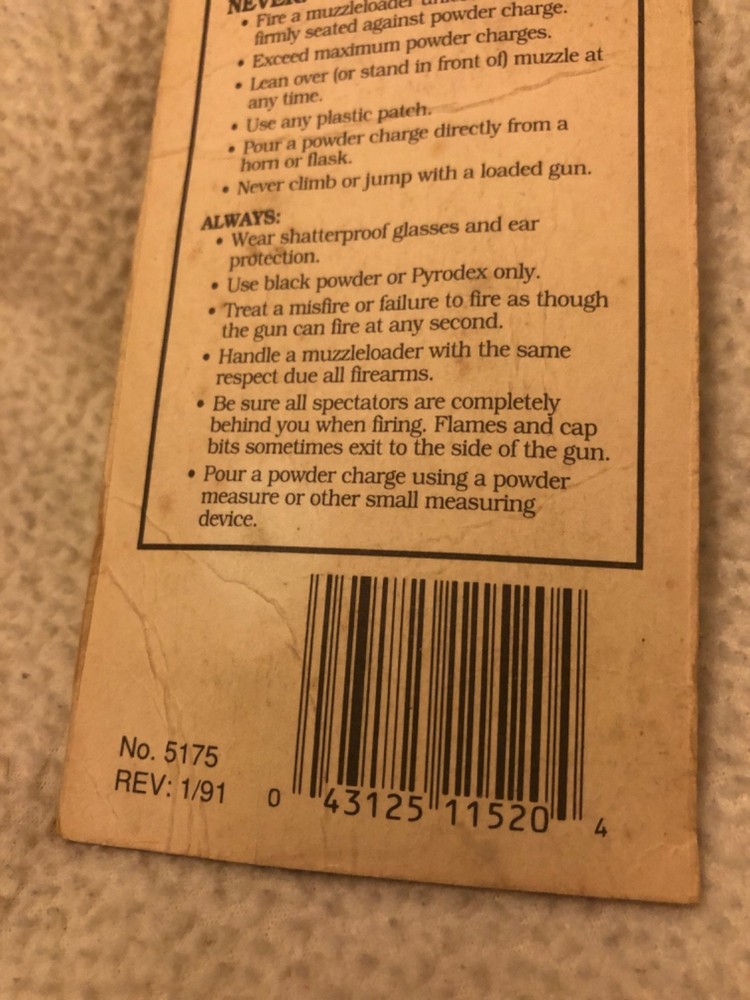 NEVER:
• Fire a muzzleloader
firmly seated against powder charge.
• Exceed maximum powder charges.
• Lean over (or stand in front of) muzzle at
any time.
• Use any plastic patch.
• Pour a powder charge directly from a
horn or flask.
• Never climb or jump with a loaded gun.
ALWAYS:
• Wear shatterproof glasses and ear
protection.
• Use black powder or Pyrodex only.
• Treat a misfire or failure to fire as though
the gun can fire at any second.
• Handle a muzzleloader with the same
respect due all firearms.
• Be sure all spectators are completely
behind you when firing. Flames and cap
bits sometimes exit to the side of the gun.
• Pour a powder charge using a powder
measure or other small measuring
device.
No. 5175
REV: 1/91
0 43125 11520 4